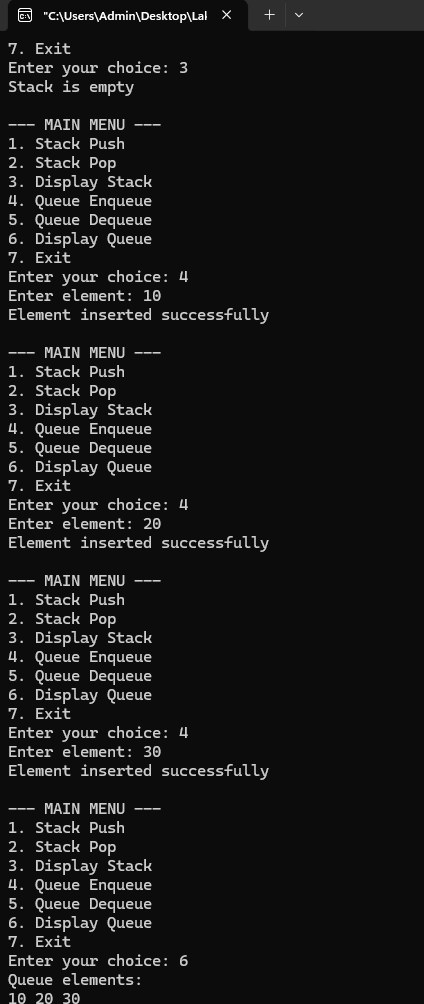 "C:\Users\Admin\Desktop\Lal
7. Exit
Enter your choice: 3
Stack is empty
--- MAIN MENU ---
1. Stack Push
2. Stack Pop
3. Display Stack
4. Queue Enqueue
5. Queue Dequeue
6. Display Queue
7. Exit
Enter your choice: 4
Enter element: 10
Element inserted successfully
--- MAIN MENU ---
1. Stack Push
2. Stack Pop
3. Display Stack
4. Queue Enqueue
5. Queue Dequeue
6. Display Queue
7. Exit
Enter your choice: 4
Enter element: 20
Element inserted successfully
--- MAIN MENU ---
1. Stack Push
2. Stack Pop
3. Display Stack
4. Queue Enqueue
5. Queue Dequeue
6. Display Queue
7. Exit
Enter your choice: 4
Enter element: 30
Element inserted successfully
--- MAIN MENU ---
1. Stack Push
2. Stack Pop
3. Display Stack
4. Queue Enqueue
5. Queue Dequeue
6. Display Queue
7. Exit
Enter your choice: 6
Queue elements:
10 20 30